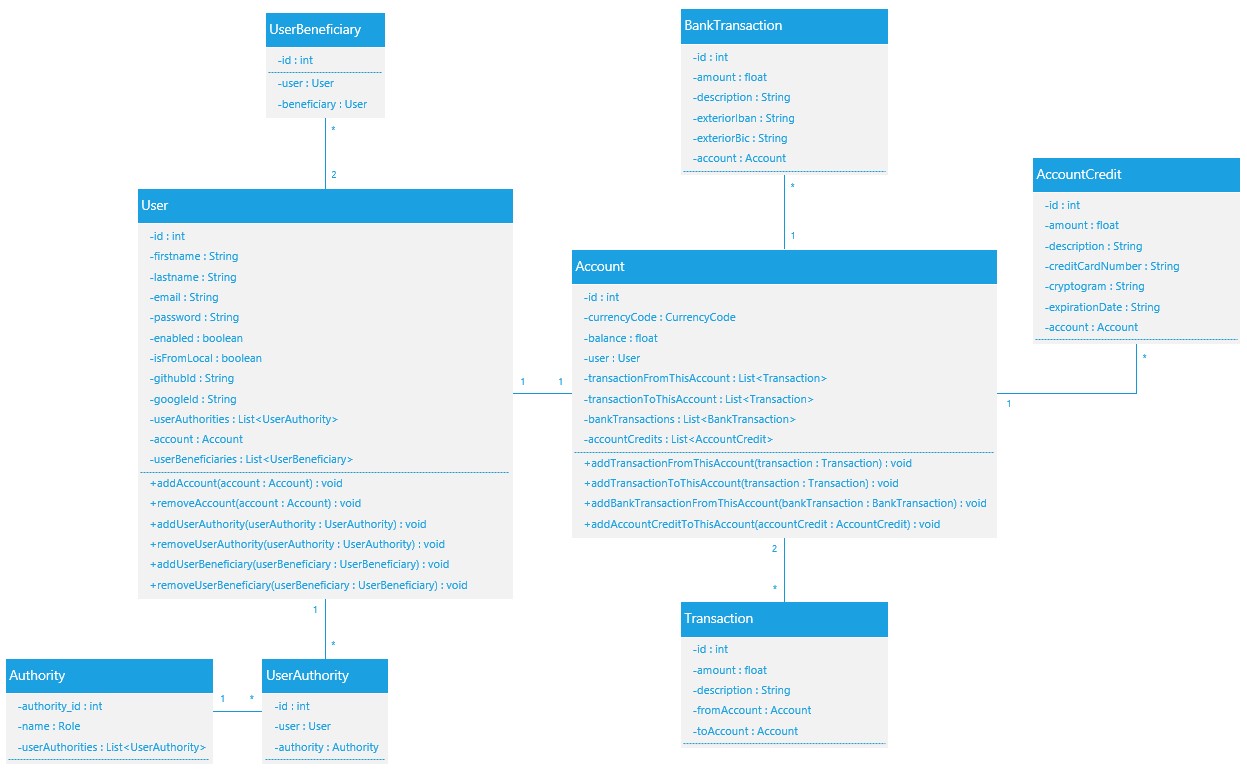 UserBeneficiary
-id : int
-user : User
-beneficiary : User
*
2
BankTransaction
-id : int
-amount : float
-description : String
-exteriorIban : String
-exteriorBic : String
-account : Account
*
1
AccountCredit
-id : int
-amount : float
-description : String
-creditCardNumber : String
-cryptogram : String
-expirationDate : String
-account : Account
*
1
User
-id : int
-firstname : String
-lastname : String
-email : String
-password : String
-enabled : boolean
-isFromLocal : boolean
-githubId : String
-googleId : String
-userAuthorities : List<UserAuthority>
-account : Account
-userBeneficiaries : List<UserBeneficiary>
+addAccount(account : Account) : void
+removeAccount(account : Account) : void
+addUserAuthority(userAuthority : UserAuthority) : void
+removeUserAuthority(userAuthority : UserAuthority) : void
+addUserBeneficiary(userBeneficiary : UserBeneficiary) : void
+removeUserBeneficiary(userBeneficiary : UserBeneficiary) : void
1 1
Account
-id : int
-currencyCode : CurrencyCode
-balance : float
-user : User
-transactionFromThisAccount : List<Transaction>
-transactionToThisAccount : List<Transaction>
-bankTransactions : List<BankTransaction>
-accountCredits : List<AccountCredit>
+addTransactionFromThisAccount(transaction : Transaction) : void
+addTransactionToThisAccount(transaction : Transaction) : void
+addBankTransactionFromThisAccount(bankTransaction : BankTransaction) : void
+addAccountCreditToThisAccount(accountCredit : AccountCredit) : void
2
*
1
*
Authority
-authority_id : int
-name : Role
-userAuthorities : List<UserAuthority>
1 *
UserAuthority
-id : int
-user : User
-authority : Authority
Transaction
-id : int
-amount : float
-description : String
-fromAccount : Account
-toAccount : Account